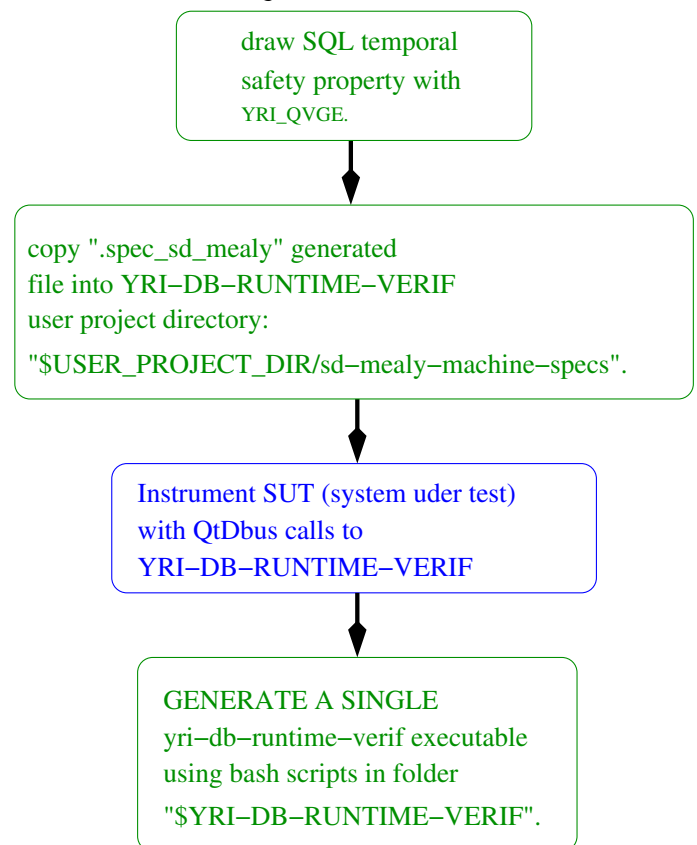 draw SQL temporal
safety property with
YRI_QVGE.
copy ".spec_sd_mealy" generated
file into YRI−DB−RUNTIME−VERIF
user project directory:
"$USER_PROJECT_DIR/sd−mealy−machine−specs".
Instrument SUT (system uder test)
with QtDbus calls to
YRI−DB−RUNTIME−VERIF
GENERATE A SINGLE
yri−db−runtime−verif executable
using bash scripts in folder
"$YRI−DB−RUNTIME−VERIF".